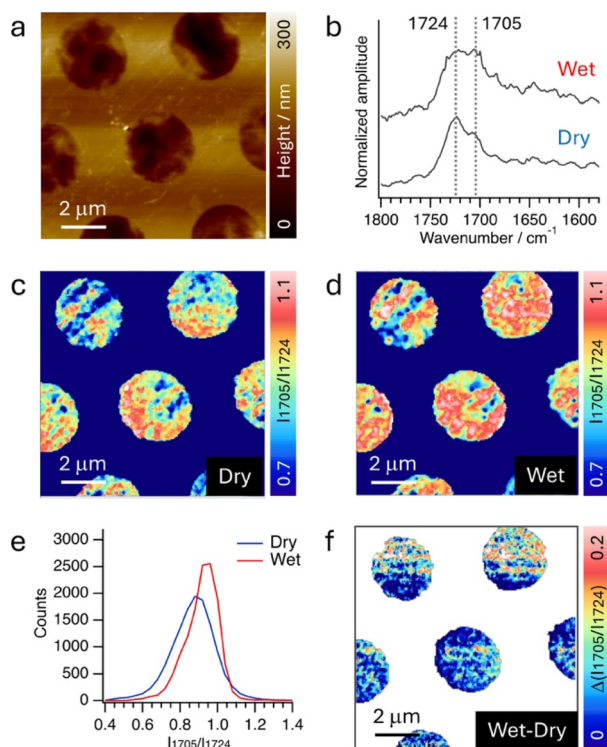 a
300
Height / nm
0
2 μm
b
1724
1705
Wet
Dry
Normalized amplitude
1800
1750
1700
1650
1600
Wavenumber / cm⁻¹
c
1.1
I₁₇₀₅/I₁₇₂₄
0.7
2 μm
Dry
d
1.1
I₁₇₀₅/I₁₇₂₄
0.7
2 μm
Wet
e
3000
2500
2000
1500
1000
500
0
Counts
Dry
Wet
0.4
0.6
0.8
1.0
1.2
1.4
I₁₇₀₅/I₁₇₂₄
f
0.2
Δ(I₁₇₀₅/I₁₇₂₄)
0
2 μm
Wet-Dry